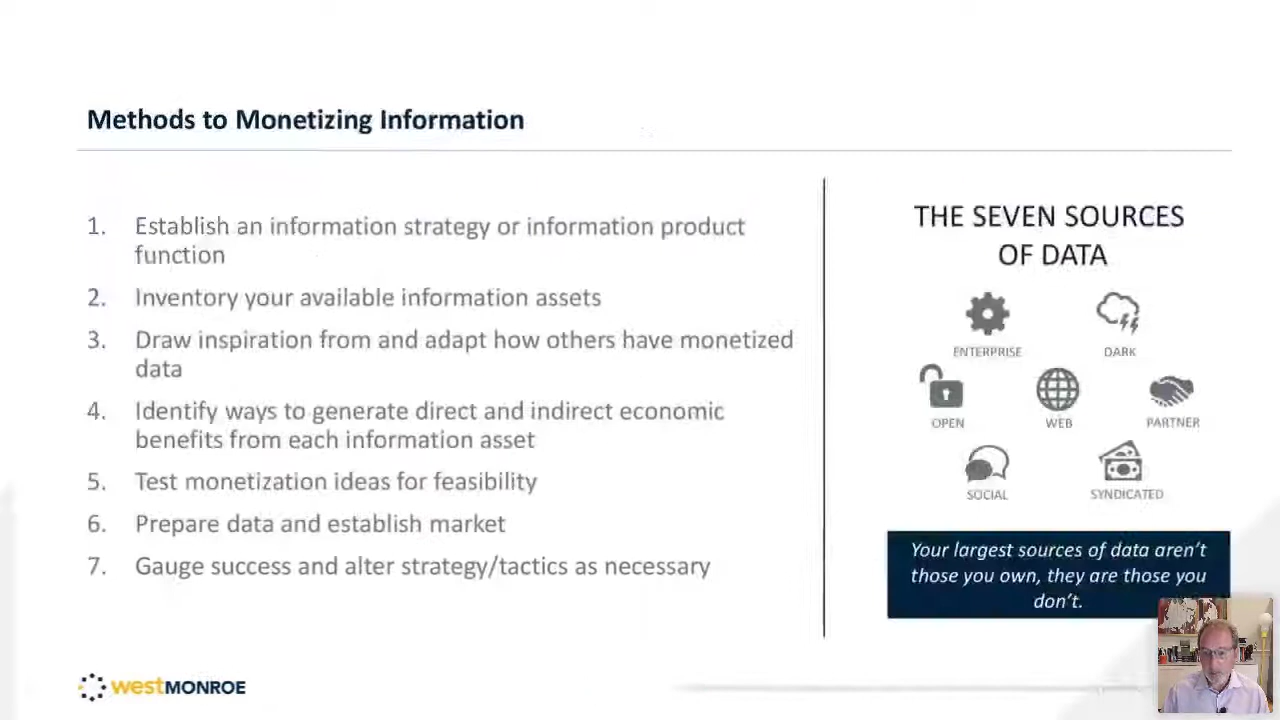 Methods to Monetizing Information
1. Establish an information strategy or information product
function
2. Inventory your available information assets
3. Draw inspiration from and adapt how others have monetized
data
4. Identify ways to generate direct and indirect economic
benefits from each information asset
5. Test monetization ideas for feasibility
6. Prepare data and establish market
7. Gauge success and alter strategy/tactics as necessary
THE SEVEN SOURCES
OF DATA
ENTERPRISE
DARK
OPEN
WEB
PARTNER
SOCIAL
SYNDICATED
Your largest sources of data aren't
those you own, they are those you
don't.
westMONROE